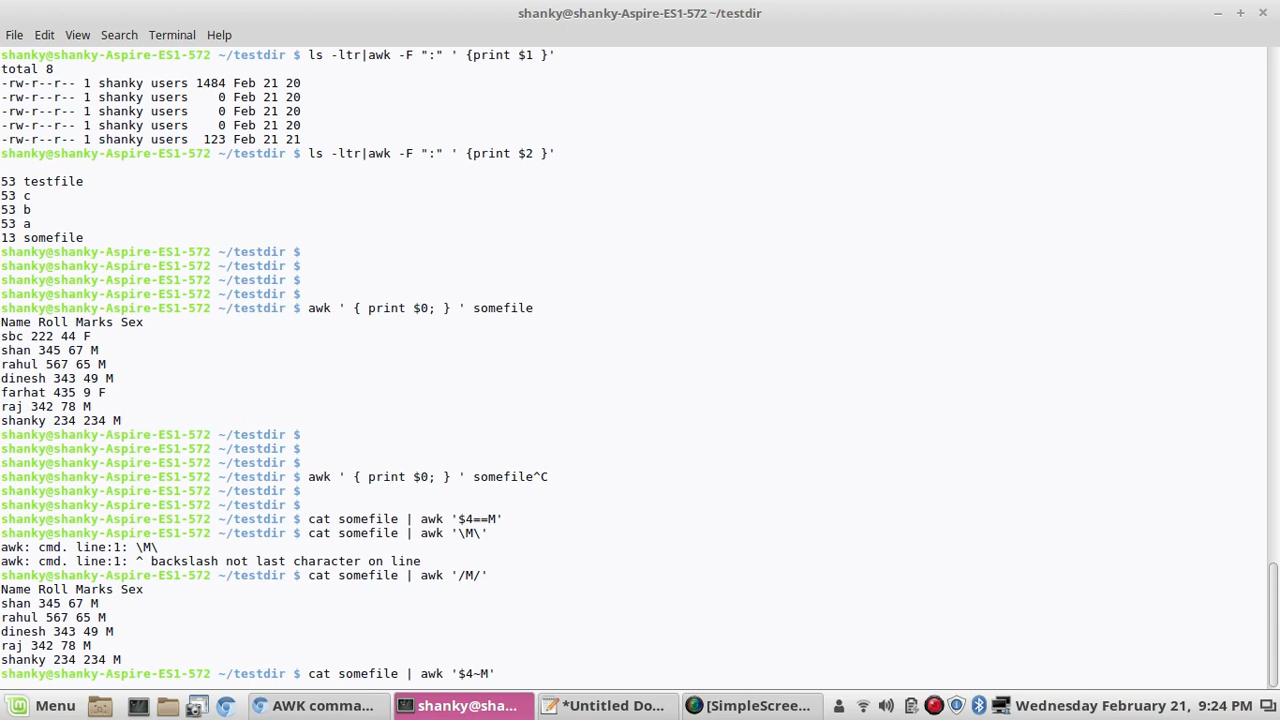 shanky@shanky-Aspire-ES1-572 ~/testdir
File Edit View Search Terminal Help
shanky@shanky-Aspire-ES1-572 ~/testdir $ ls -ltr|awk -F ":" ' {print $1 }'
total 8
-rw-r--r-- 1 shanky users 1484 Feb 21 20
-rw-r--r-- 1 shanky users    0 Feb 21 20
-rw-r--r-- 1 shanky users    0 Feb 21 20
-rw-r--r-- 1 shanky users    0 Feb 21 20
-rw-r--r-- 1 shanky users  123 Feb 21 21
shanky@shanky-Aspire-ES1-572 ~/testdir $ ls -ltr|awk -F ":" ' {print $2 }'
53 testfile
53 c
53 b
53 a
13 somefile
shanky@shanky-Aspire-ES1-572 ~/testdir $
shanky@shanky-Aspire-ES1-572 ~/testdir $
shanky@shanky-Aspire-ES1-572 ~/testdir $
shanky@shanky-Aspire-ES1-572 ~/testdir $
shanky@shanky-Aspire-ES1-572 ~/testdir $ awk ' { print $0; } ' somefile
Name Roll Marks Sex
sbc 222 44 F
shan 345 67 M
rahul 567 65 M
dinesh 343 49 M
farhat 435 9 F
raj 342 78 M
shanky 234 234 M
shanky@shanky-Aspire-ES1-572 ~/testdir $
shanky@shanky-Aspire-ES1-572 ~/testdir $
shanky@shanky-Aspire-ES1-572 ~/testdir $
shanky@shanky-Aspire-ES1-572 ~/testdir $ awk ' { print $0; } ' somefile^C
shanky@shanky-Aspire-ES1-572 ~/testdir $
shanky@shanky-Aspire-ES1-572 ~/testdir $
shanky@shanky-Aspire-ES1-572 ~/testdir $ cat somefile | awk '$4==M'
shanky@shanky-Aspire-ES1-572 ~/testdir $ cat somefile | awk '\M\'
awk: cmd. line:1: \M\
awk: cmd. line:1: ^ backslash not last character on line
shanky@shanky-Aspire-ES1-572 ~/testdir $ cat somefile | awk '/M/'
Name Roll Marks Sex
shan 345 67 M
rahul 567 65 M
dinesh 343 49 M
raj 342 78 M
shanky 234 234 M
shanky@shanky-Aspire-ES1-572 ~/testdir $ cat somefile | awk '$4~M'
Menu AWK comma... shanky@sha... *Untitled Do... [SimpleScree... Wednesday February 21, 9:24 PM